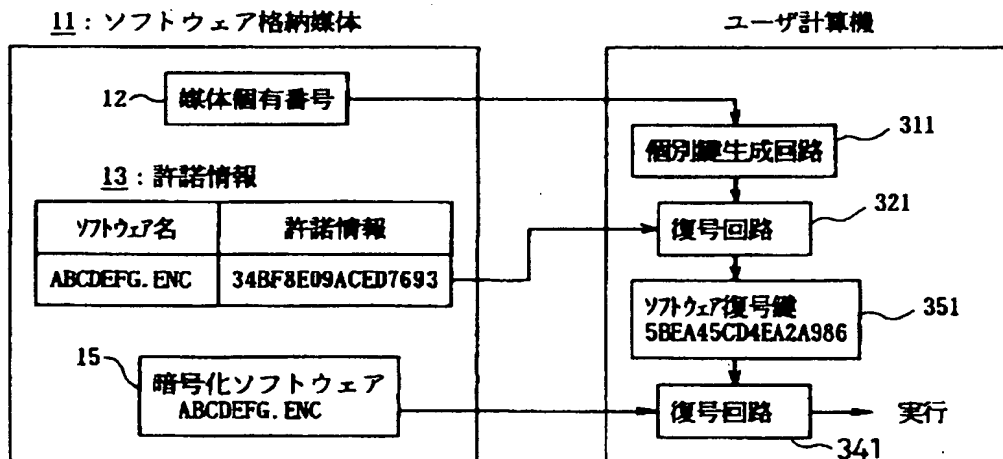 11:ソフトウェア格納媒体
ユーザ計算機
12
媒体個有番号
311
個別鍵生成回路
13:許諾情報
321
ソフトウェア名
許諾情報
復号回路
ABCDEFG.ENC
34BF8E09ACED7693
ソフトウェア復号鍵
5BEA45CD4EA2A986
351
15
暗号化ソフトウェア
ABCDEFG.ENC
復号回路
実行
341